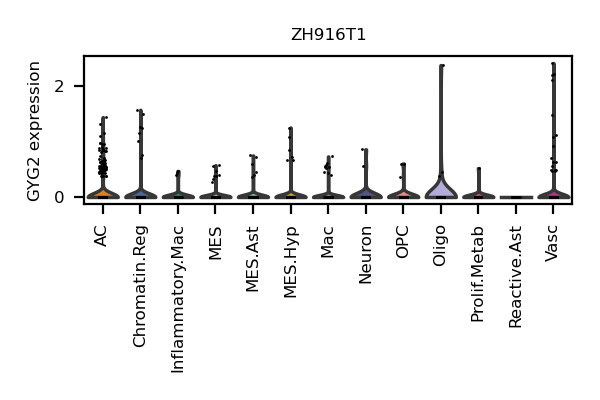 ZH916T1
GYG2 expression
2
0
AC
Chromatin.Reg
Inflammatory.Mac
MES
MES.Ast
MES.Hyp
Mac
Neuron
OPC
Oligo
Prolif.Metab
Reactive.Ast
Vasc